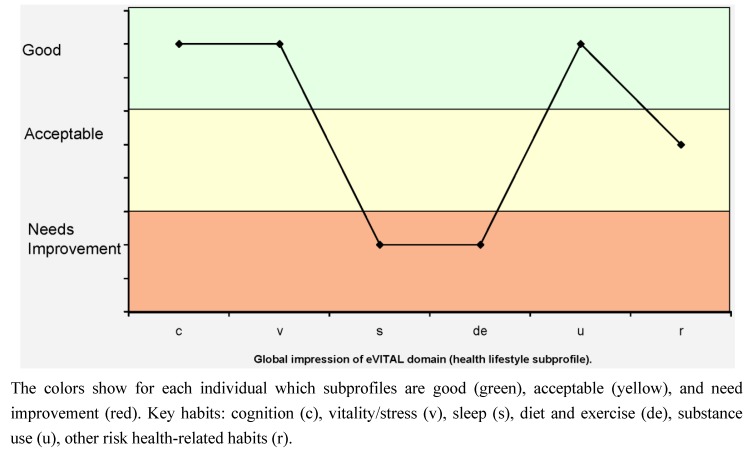 Good
Acceptable
Needs
Improvement
c v s de u r
Global impression of eVITAL domain (health lifestyle subprofile).
The colors show for each individual which subprofiles are good (green), acceptable (yellow), and need
improvement (red). Key habits: cognition (c), vitality/stress (v), sleep (s), diet and exercise (de), substance
use (u), other risk health-related habits (r).